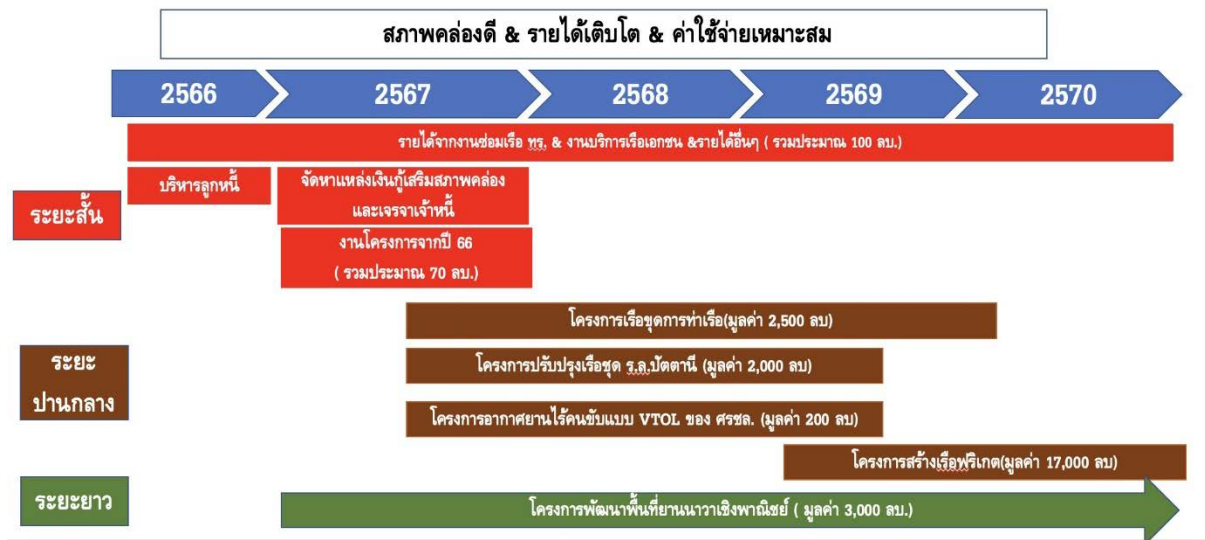 สภาพคล่องดี & รายได้เติบโต & ค่าใช้จ่ายเหมาะสม
2566
2567
2568
2569
2570
รายได้จากงานซ่อมเรือ ทร. & งานบริการเรือเอกชน &รายได้อื่นๆ ( รวมประมาณ 100 ลบ.)
ระยะสั้น
บริหารลูกหนี้
จัดหาแหล่งเงินกู้เสริมสภาพคล่อง
และเจรจาเจ้าหนี้
งานโครงการจากปี 66
( รวมประมาณ 70 ลบ.)
ระยะ
ปานกลาง
โครงการเรือขุดการท่าเรือ(มูลค่า 2,500 ลบ)
โครงการปรับปรุงเรือชุด ร.ล.ปัตตานี (มูลค่า 2,000 ลบ)
โครงการอากาศยานไร้คนขับแบบ VTOL ของ ศรชล. (มูลค่า 200 ลบ)
โครงการสร้างเรือฟริเกต(มูลค่า 17,000 ลบ)
ระยะยาว
โครงการพัฒนาพื้นที่ยานนาวาเชิงพาณิชย์ ( มูลค่า 3,000 ลบ.)